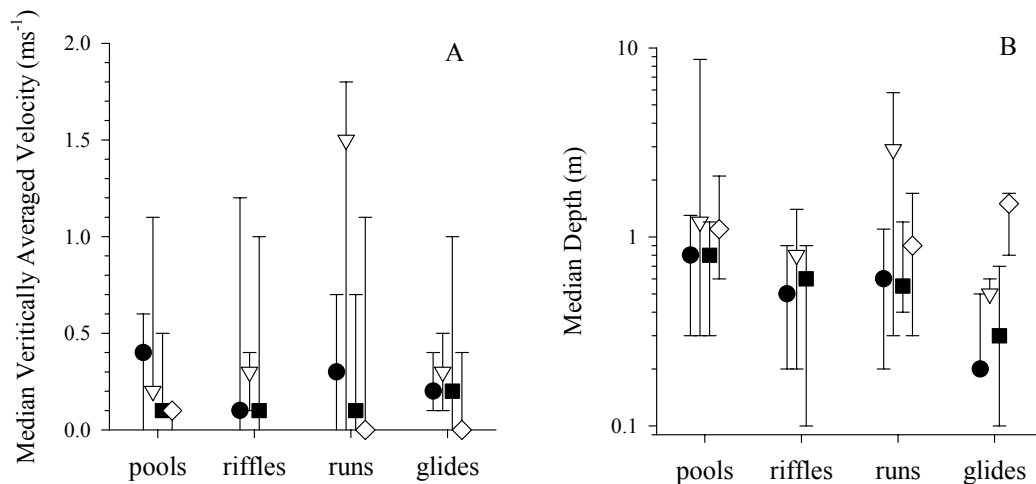 A
Median Veritically Averaged Velocity (ms-1)
2.0
1.5
1.0
0.5
0.0
pools riffles runs glides
B
Median Depth (m)
10
1
0.1
pools riffles runs glides